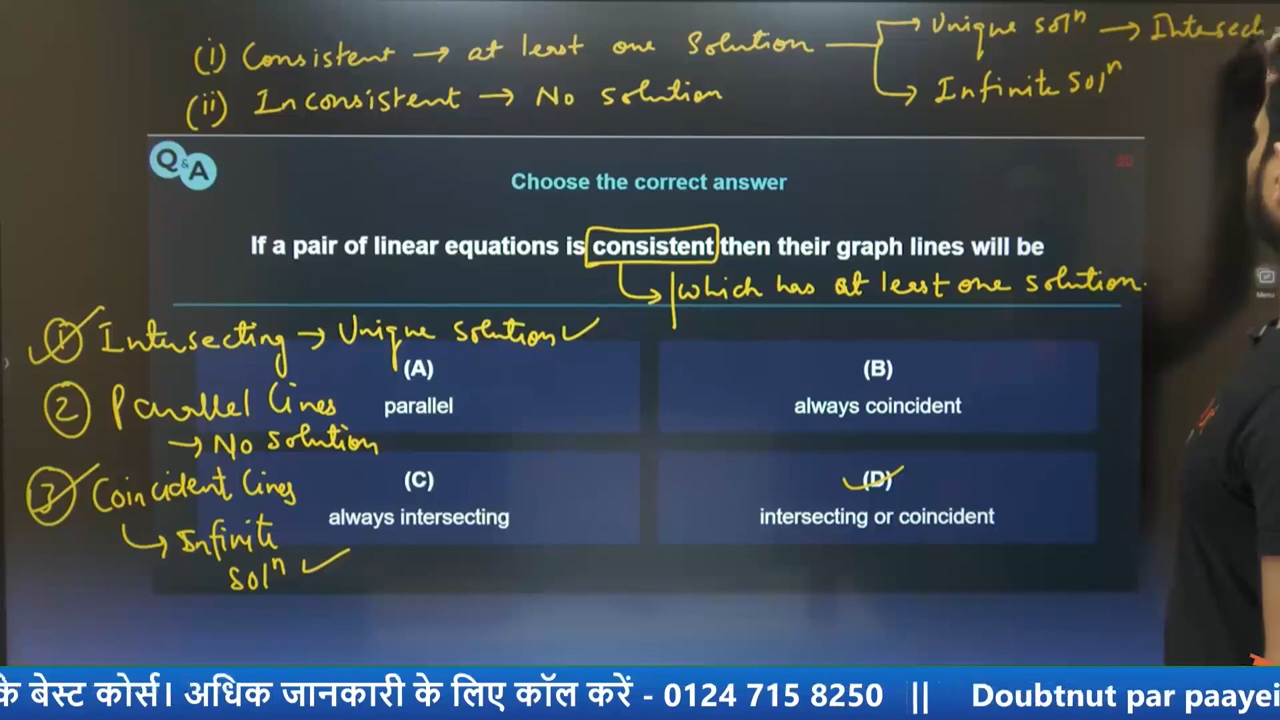 (i) Consistent → at least one Solution → Unique solⁿ → Intersec
→ Infinite solⁿ
(ii) Inconsistent → No solution
Q&A
20
Choose the correct answer
If a pair of linear equations is consistent then their graph lines will be
→ which has at least one solution.
① Intersecting → Unique solution ✓
(A)
parallel
(B)
always coincident
② Parallel lines
→ No solution
(C)
always intersecting
(D)
intersecting or coincident
③ Coincident lines
→ Infinite
solⁿ ✓
Menu
के बेस्ट कोर्स। अधिक जानकारी के लिए कॉल करें - 0124 715 8250 || Doubtnut par paayei